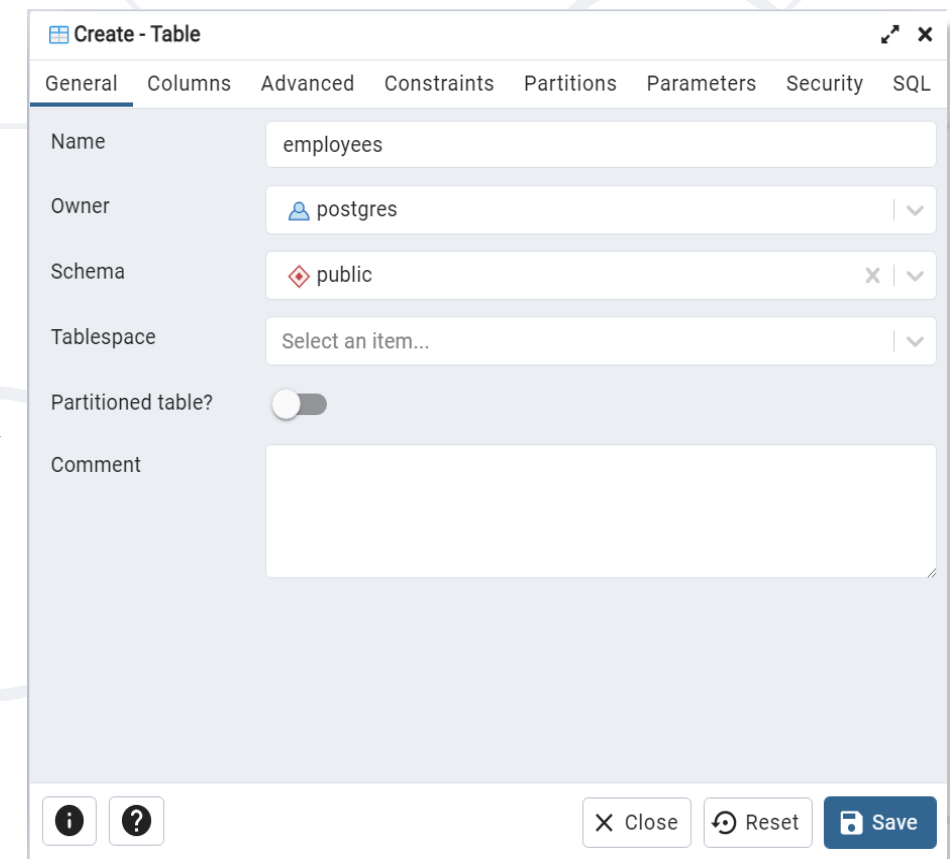 Create - Table
General Columns Advanced Constraints Partitions Parameters Security SQL
Name employees
Owner postgres
Schema public
Tablespace Select an item...
Partitioned table?
Comment
Close Reset Save